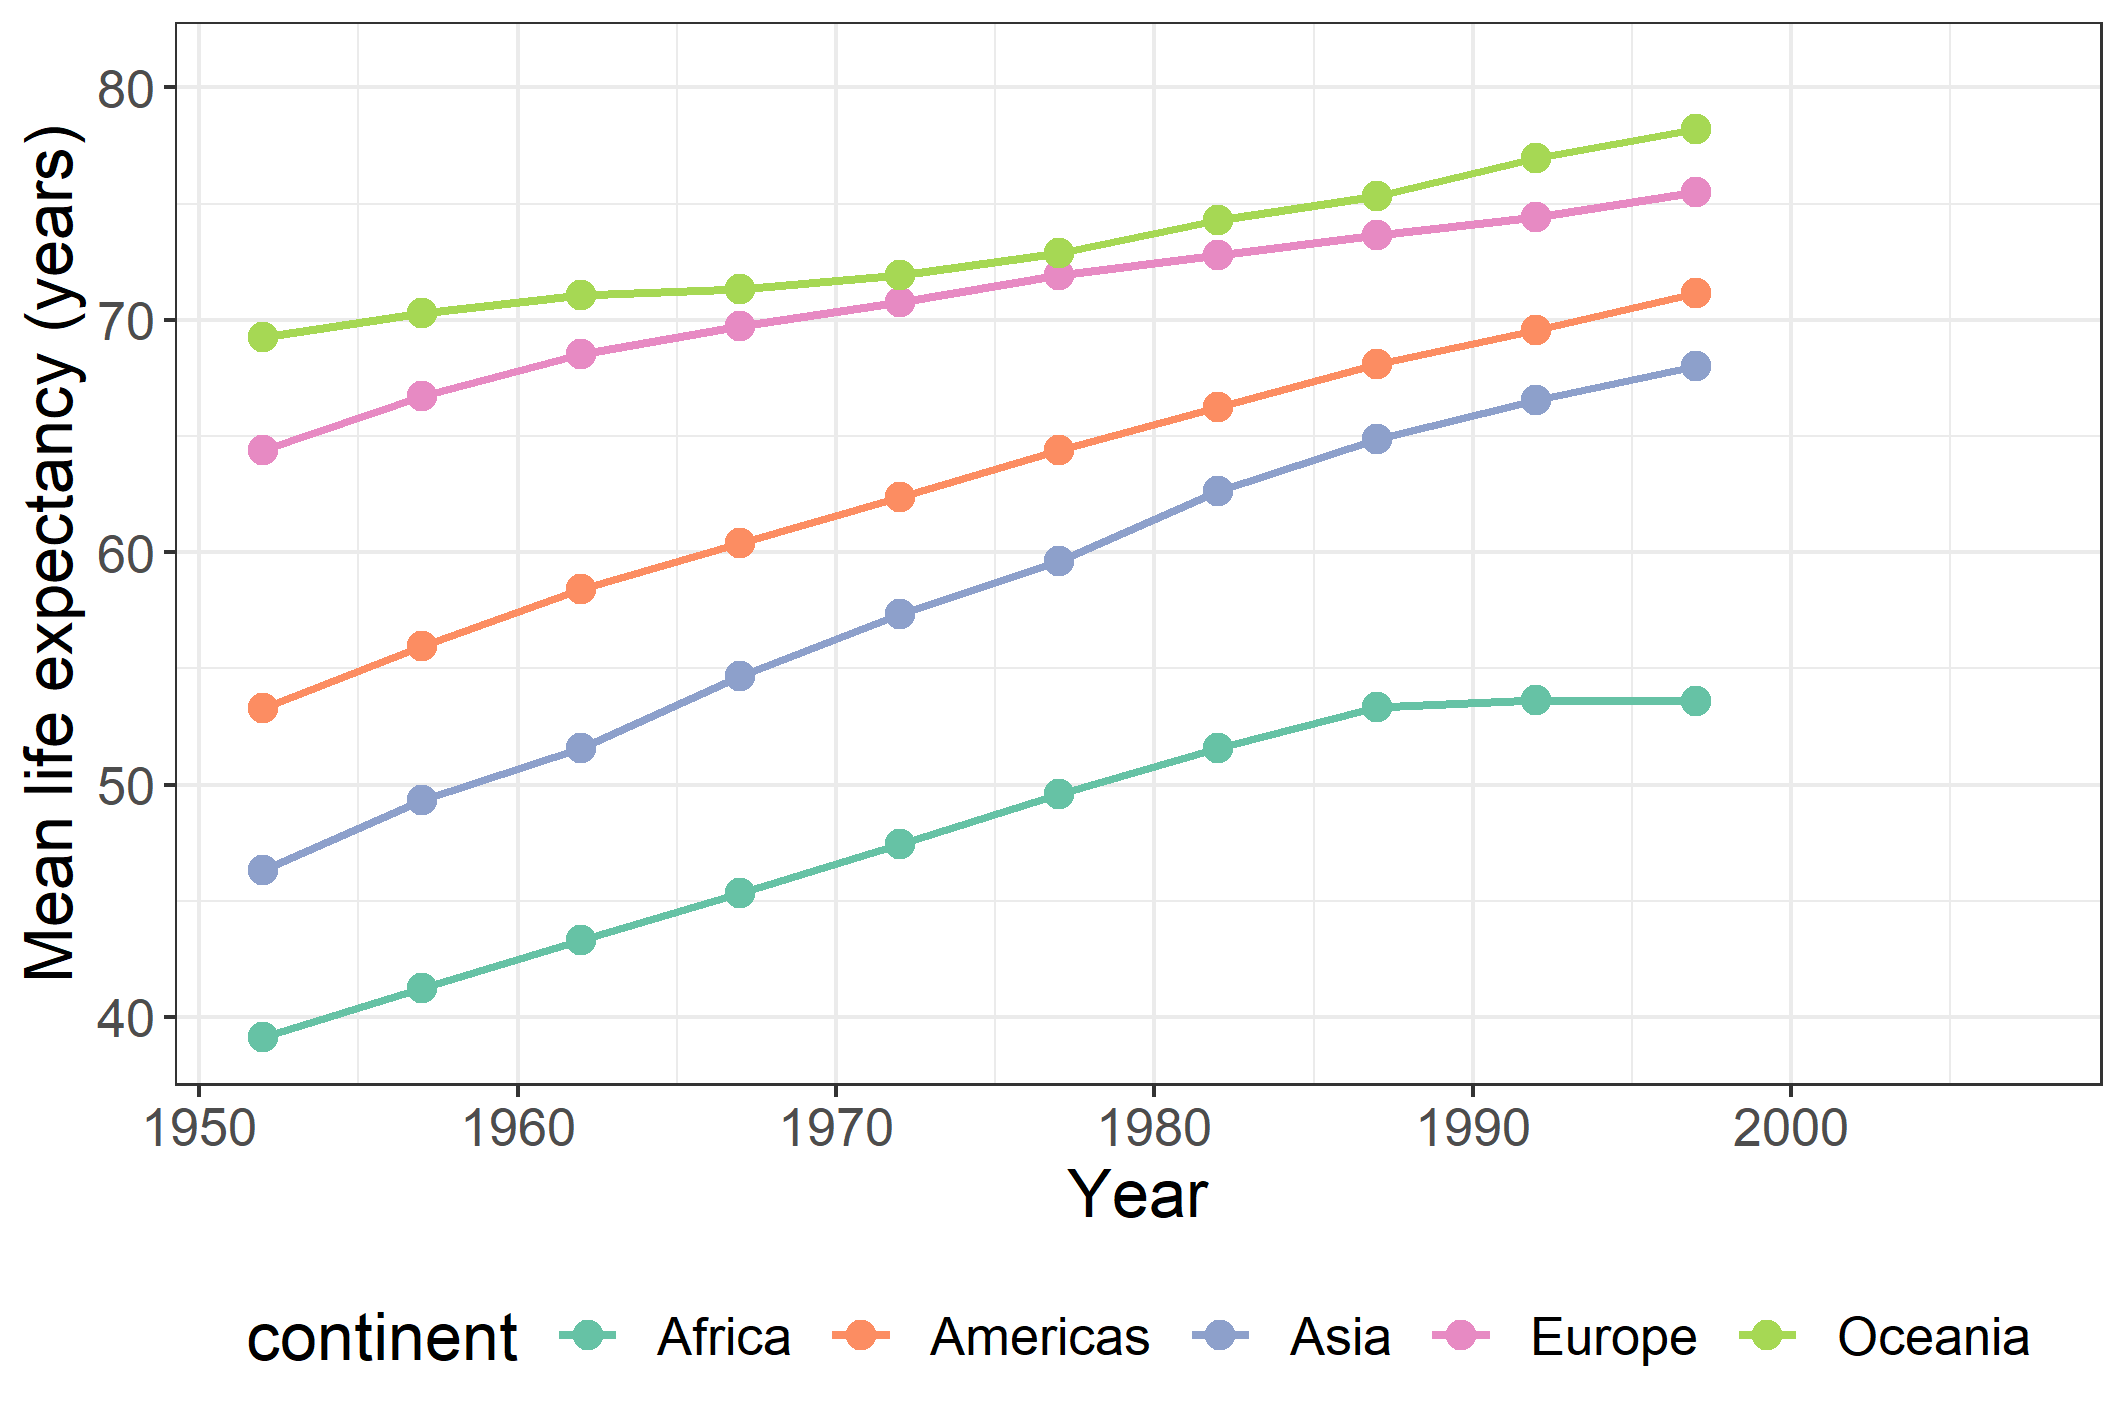 Mean life expectancy (years)
80
70
60
50
40
1950 1960 1970 1980 1990 2000
Year
continent Africa Americas Asia Europe Oceania